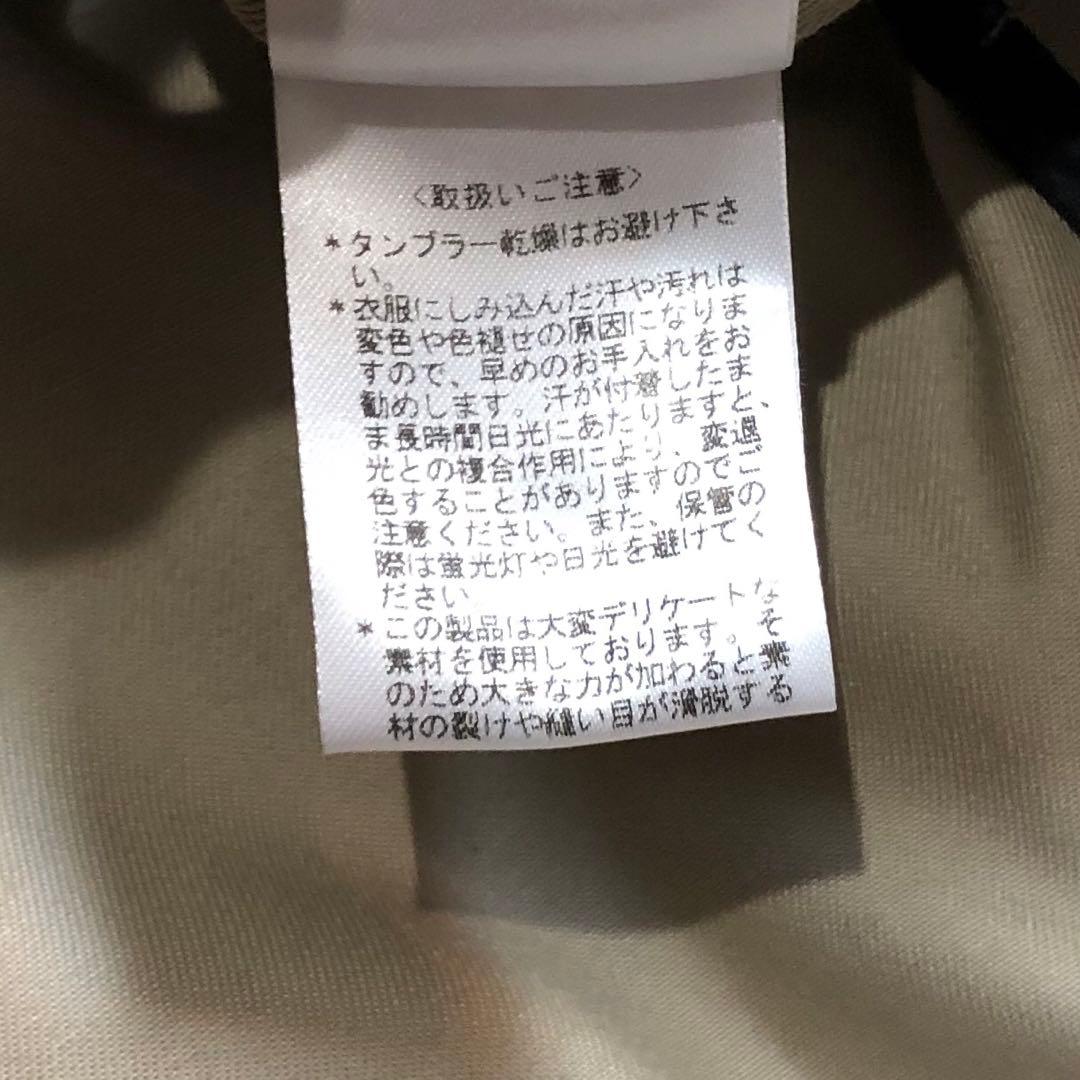 〈取扱いご注意〉
*タンブラー乾燥はお避け下さ
い。
*衣服にしみ込んだ汗や汚れは
変色や色褪せの原因になりま
すので、早めのお手入れをお
勧めします。汗が付着したま
ま長時間日光にあたりますと、
光との複合作用により、変退
色することがありますのでご
注意ください。また、保管の
際は蛍光灯や日光を避けてく
ださい。
*この製品は大変デリケートな
素材を使用しております。そ
のため大きな力が加わると素
材の裂けや縫い目が滑脱する